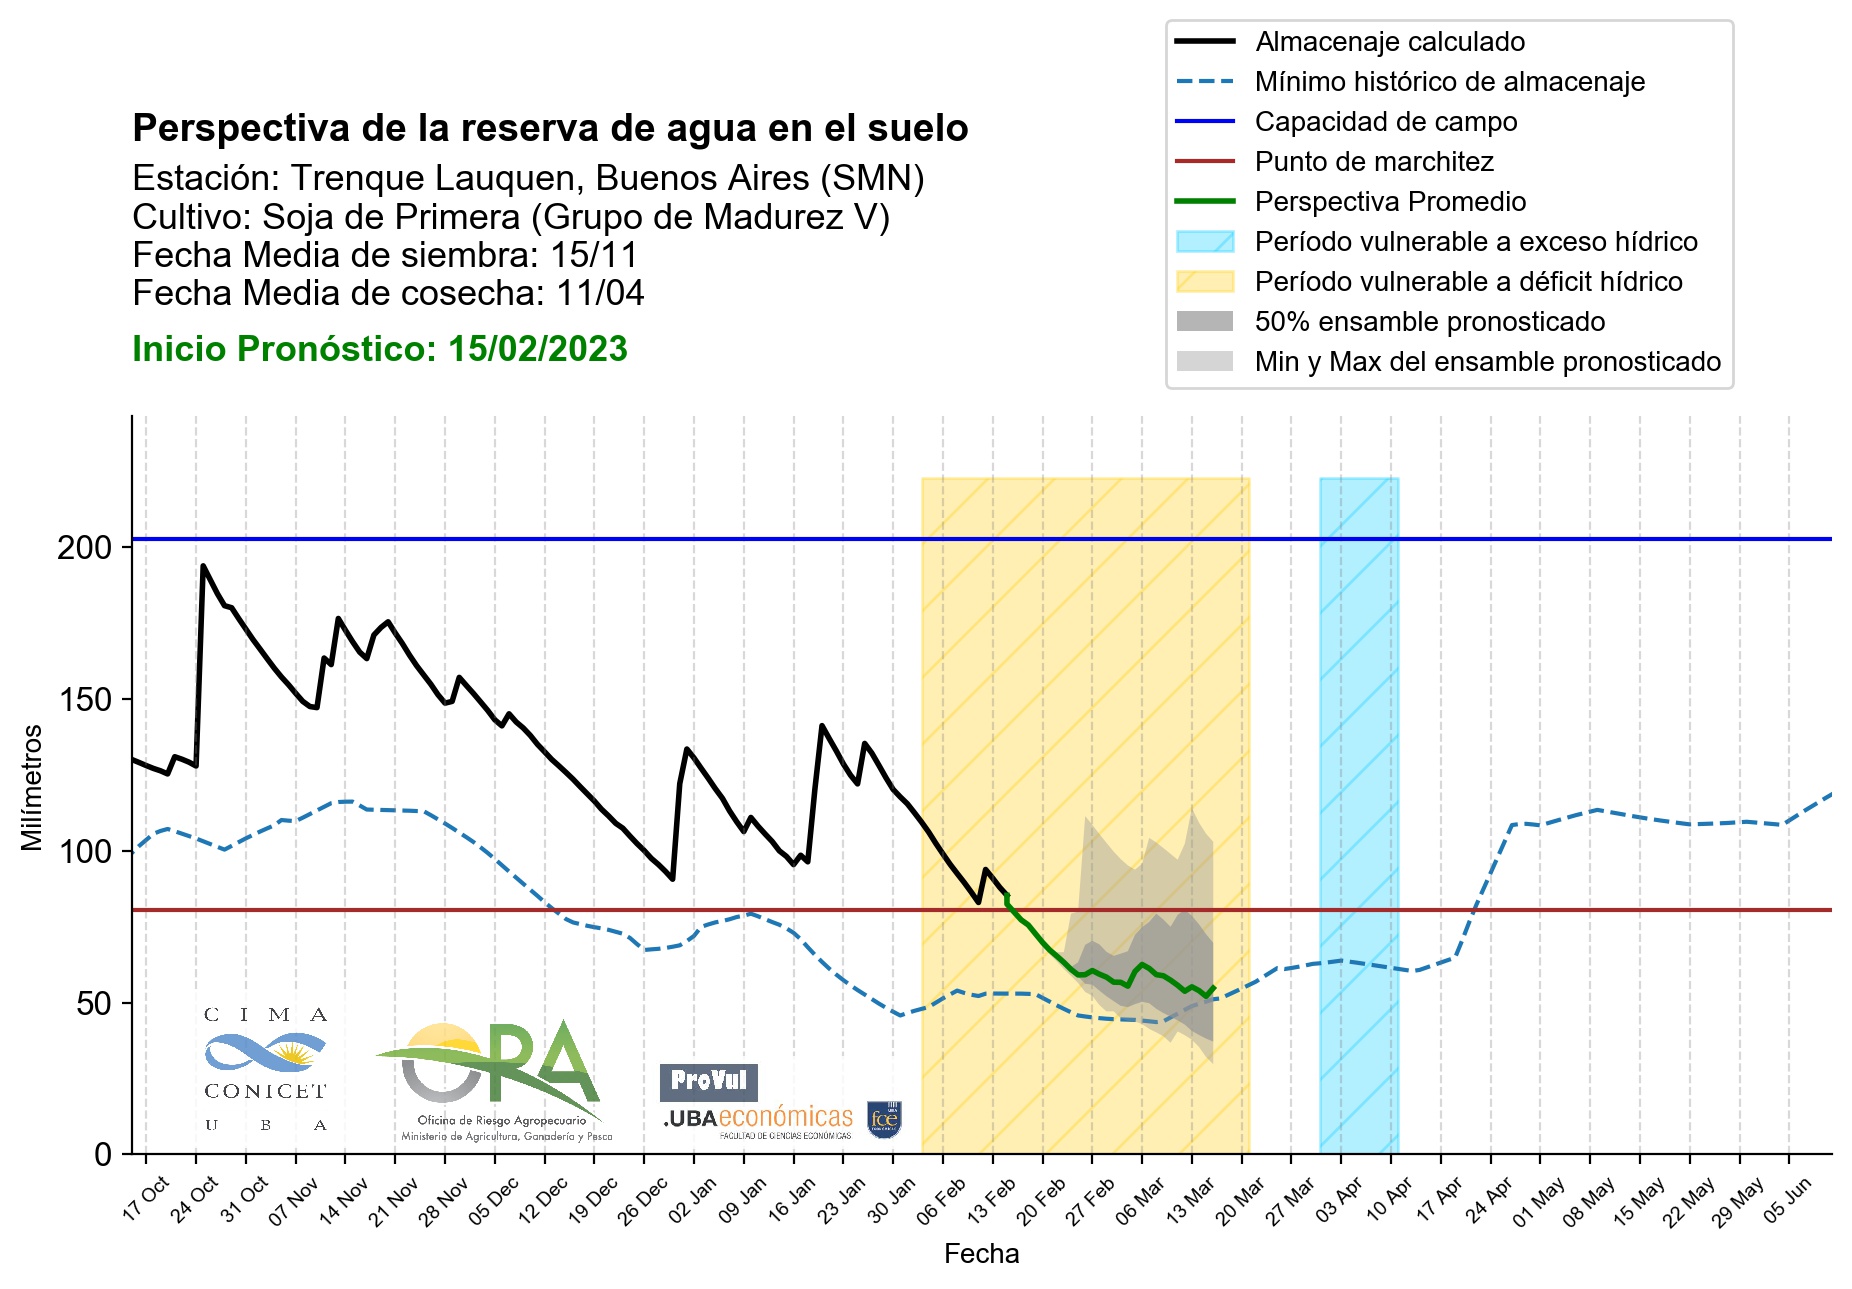 Almacenaje calculado
Mínimo histórico de almacenaje
Capacidad de campo
Punto de marchitez
Perspectiva Promedio
Período vulnerable a exceso hídrico
Período vulnerable a déficit hídrico
50% ensamble pronosticado
Min y Max del ensamble pronosticado
Perspectiva de la reserva de agua en el suelo
Estación: Trenque Lauquen, Buenos Aires (SMN)
Cultivo: Soja de Primera (Grupo de Madurez V)
Fecha Media de siembra: 15/11
Fecha Media de cosecha: 11/04
Inicio Pronóstico: 15/02/2023
Milímetros
200
150
100
50
0
CIMA
CONICET
UBA
ORA
Oficina de Riesgo Agropecuario
Ministerio de Agricultura, Ganadería y Pesca
ProVul
.UBAeconómicas
FACULTAD DE CIENCIAS ECONÓMICAS
fce
17 Oct
24 Oct
31 Oct
07 Nov
14 Nov
21 Nov
28 Nov
05 Dec
12 Dec
19 Dec
26 Dec
02 Jan
09 Jan
16 Jan
23 Jan
30 Jan
06 Feb
13 Feb
20 Feb
27 Feb
06 Mar
13 Mar
20 Mar
27 Mar
03 Apr
10 Apr
17 Apr
24 Apr
01 May
08 May
15 May
22 May
29 May
05 Jun
Fecha